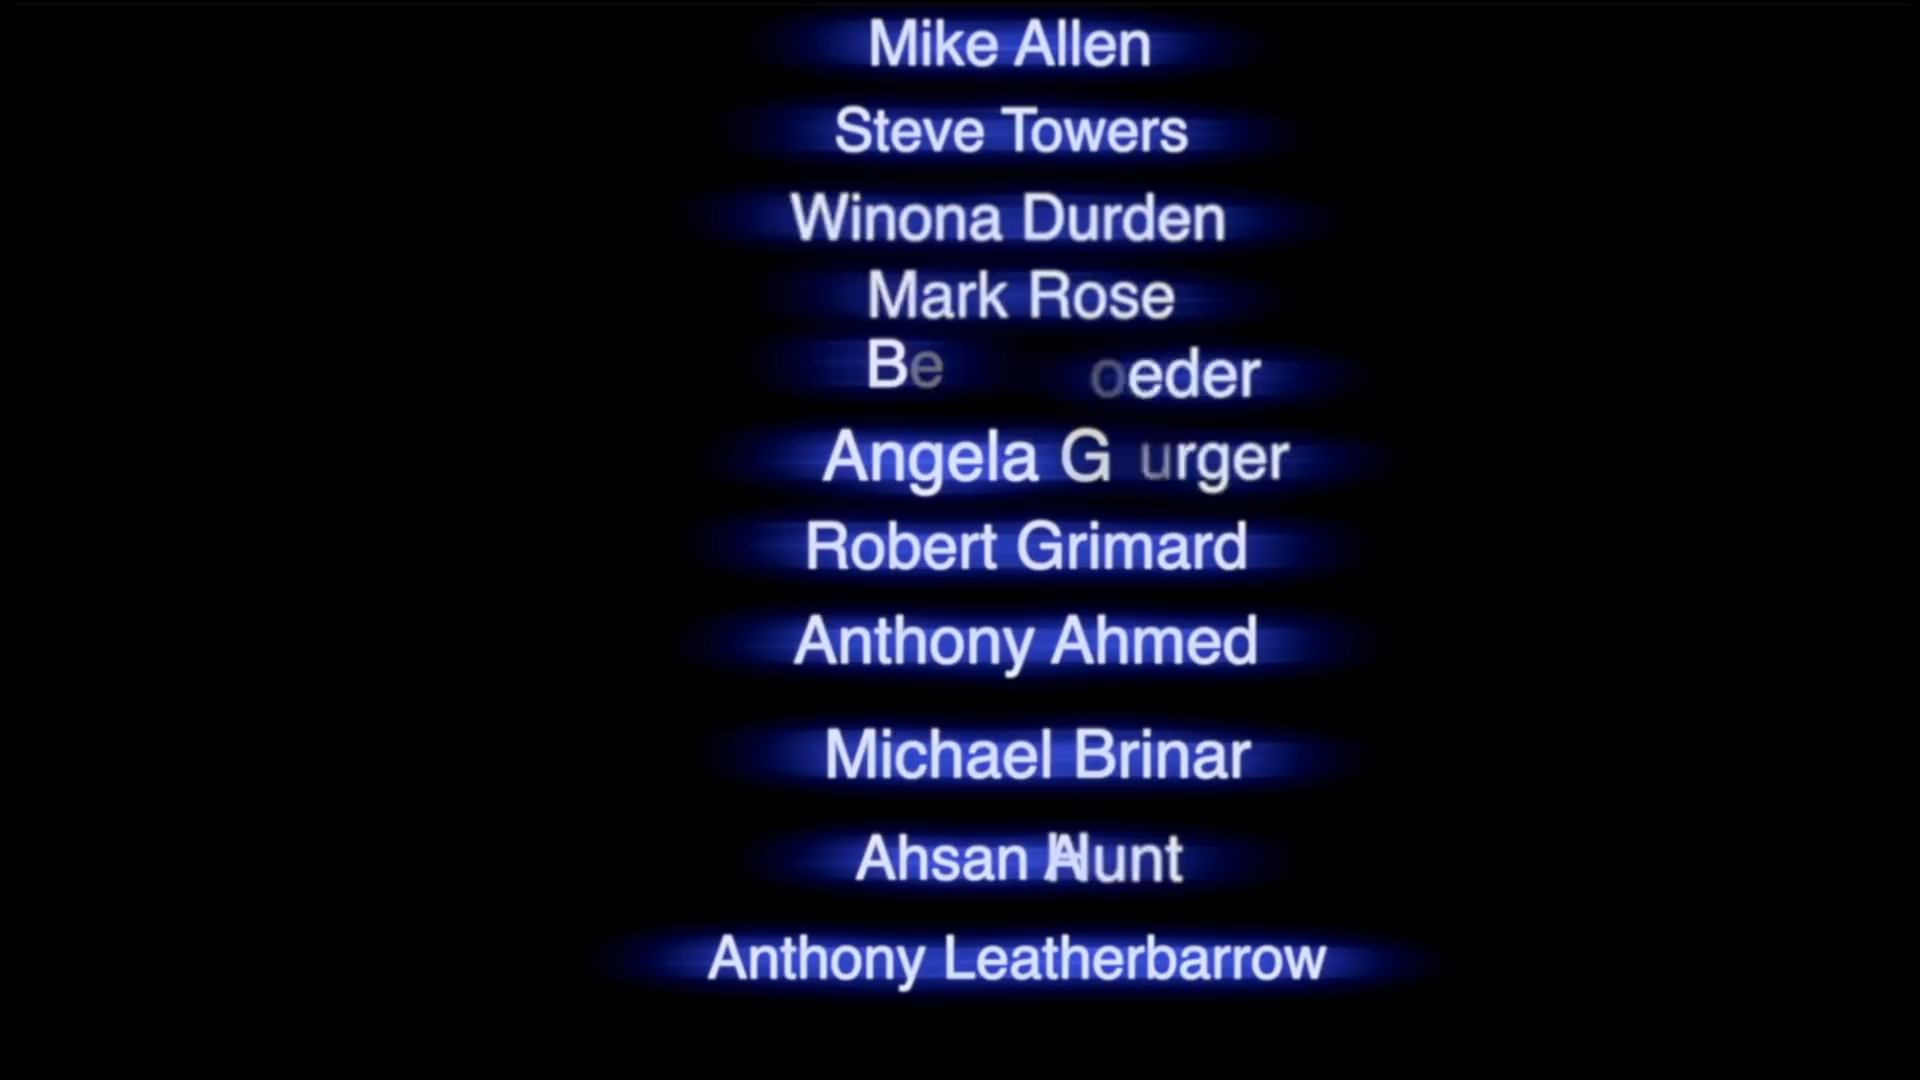 Mike Allen
Steve Towers
Winona Durden
Mark Rose
Angela
Robert Grimard
Anthony Ahmed
Michael Brinar
Ahsan
Anthony Leatherbarrow